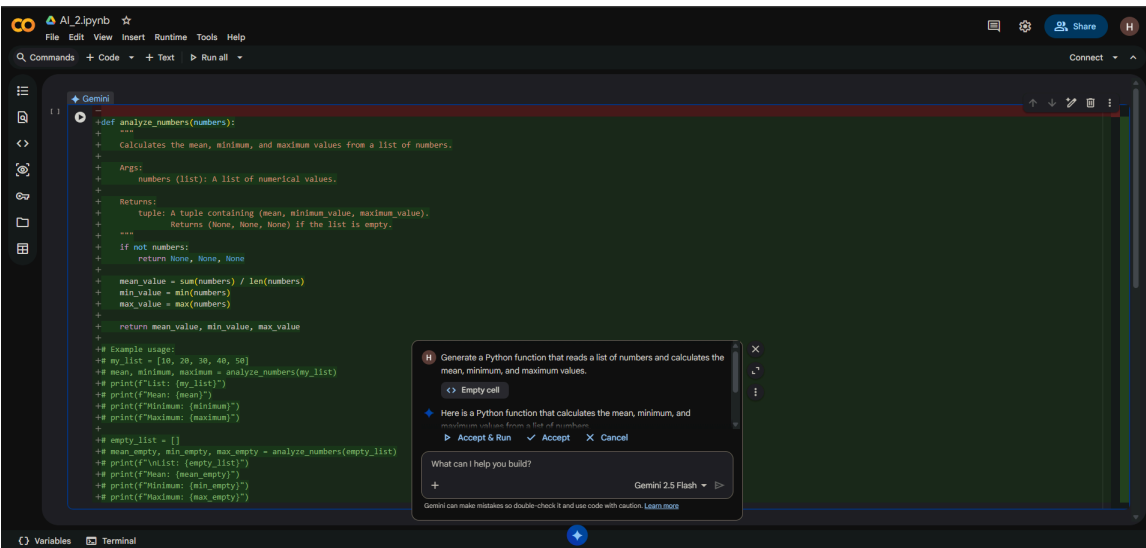 CO
AI_2.ipynb
File Edit View Insert Runtime Tools Help
Share
H
Commands + Code + Text Run all
Connect
Gemini
[ ]
+def analyze_numbers(numbers):
+ """
+ Calculates the mean, minimum, and maximum values from a list of numbers.
+
+ Args:
+ numbers (list): A list of numerical values.
+
+ Returns:
+ tuple: A tuple containing (mean, minimum_value, maximum_value).
+ Returns (None, None, None) if the list is empty.
+ """
+ if not numbers:
+ return None, None, None
+
+ mean_value = sum(numbers) / len(numbers)
+ min_value = min(numbers)
+ max_value = max(numbers)
+
+ return mean_value, min_value, max_value
+
+# Example usage:
+# my_list = [10, 20, 30, 40, 50]
+# mean, minimum, maximum = analyze_numbers(my_list)
+# print(f"List: {my_list}")
+# print(f"Mean: {mean}")
+# print(f"Minimum: {minimum}")
+# print(f"Maximum: {maximum}")
+
+# empty_list = []
+# mean_empty, min_empty, max_empty = analyze_numbers(empty_list)
+# print(f"\nList: {empty_list}")
+# print(f"Mean: {mean_empty}")
+# print(f"Minimum: {min_empty}")
+# print(f"Maximum: {max_empty}")
H Generate a Python function that reads a list of numbers and calculates the
mean, minimum, and maximum values.
<> Empty cell
Here is a Python function that calculates the mean, minimum, and
maximum values from a list of numbers
Accept & Run Accept Cancel
What can I help you build?
+ Gemini 2.5 Flash
Gemini can make mistakes so double-check it and use code with caution. Learn more
{} Variables Terminal